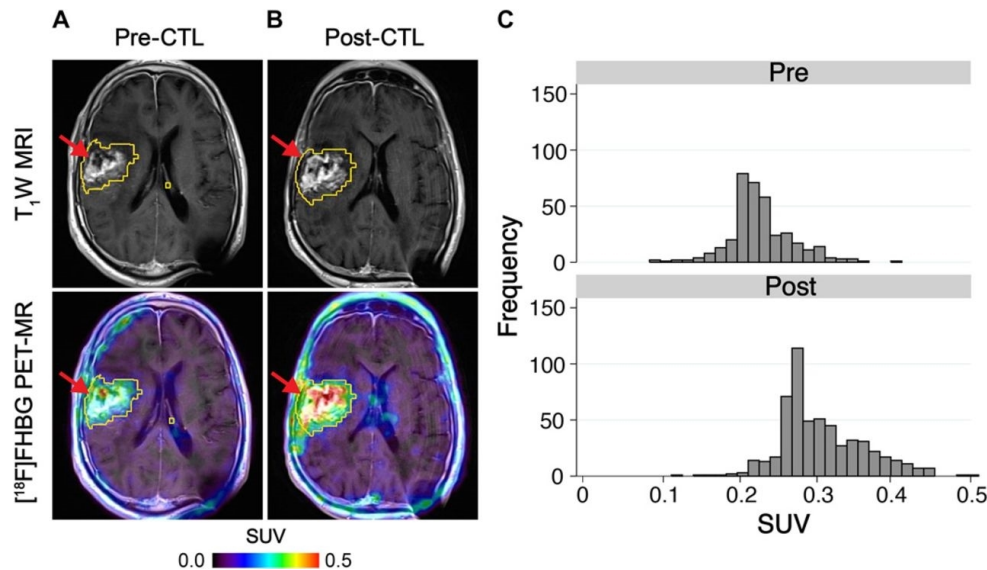 A
Pre-CTL
B
Post-CTL
C
T₁W MRI
[¹⁸F]FHBG PET-MR
SUV
0.0 0.5
Pre
150
100
50
0
Frequency
Post
150
100
50
0
0 0.1 0.2 0.3 0.4 0.5
SUV